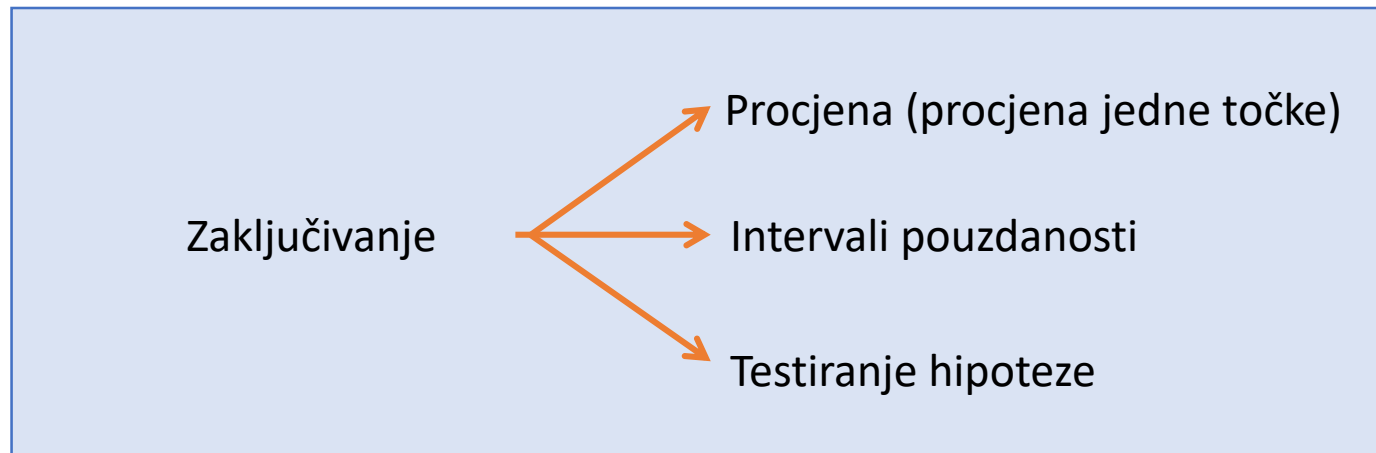 Procjena (procjena jedne točke)
Zaključivanje
Intervali pouzdanosti
Testiranje hipoteze